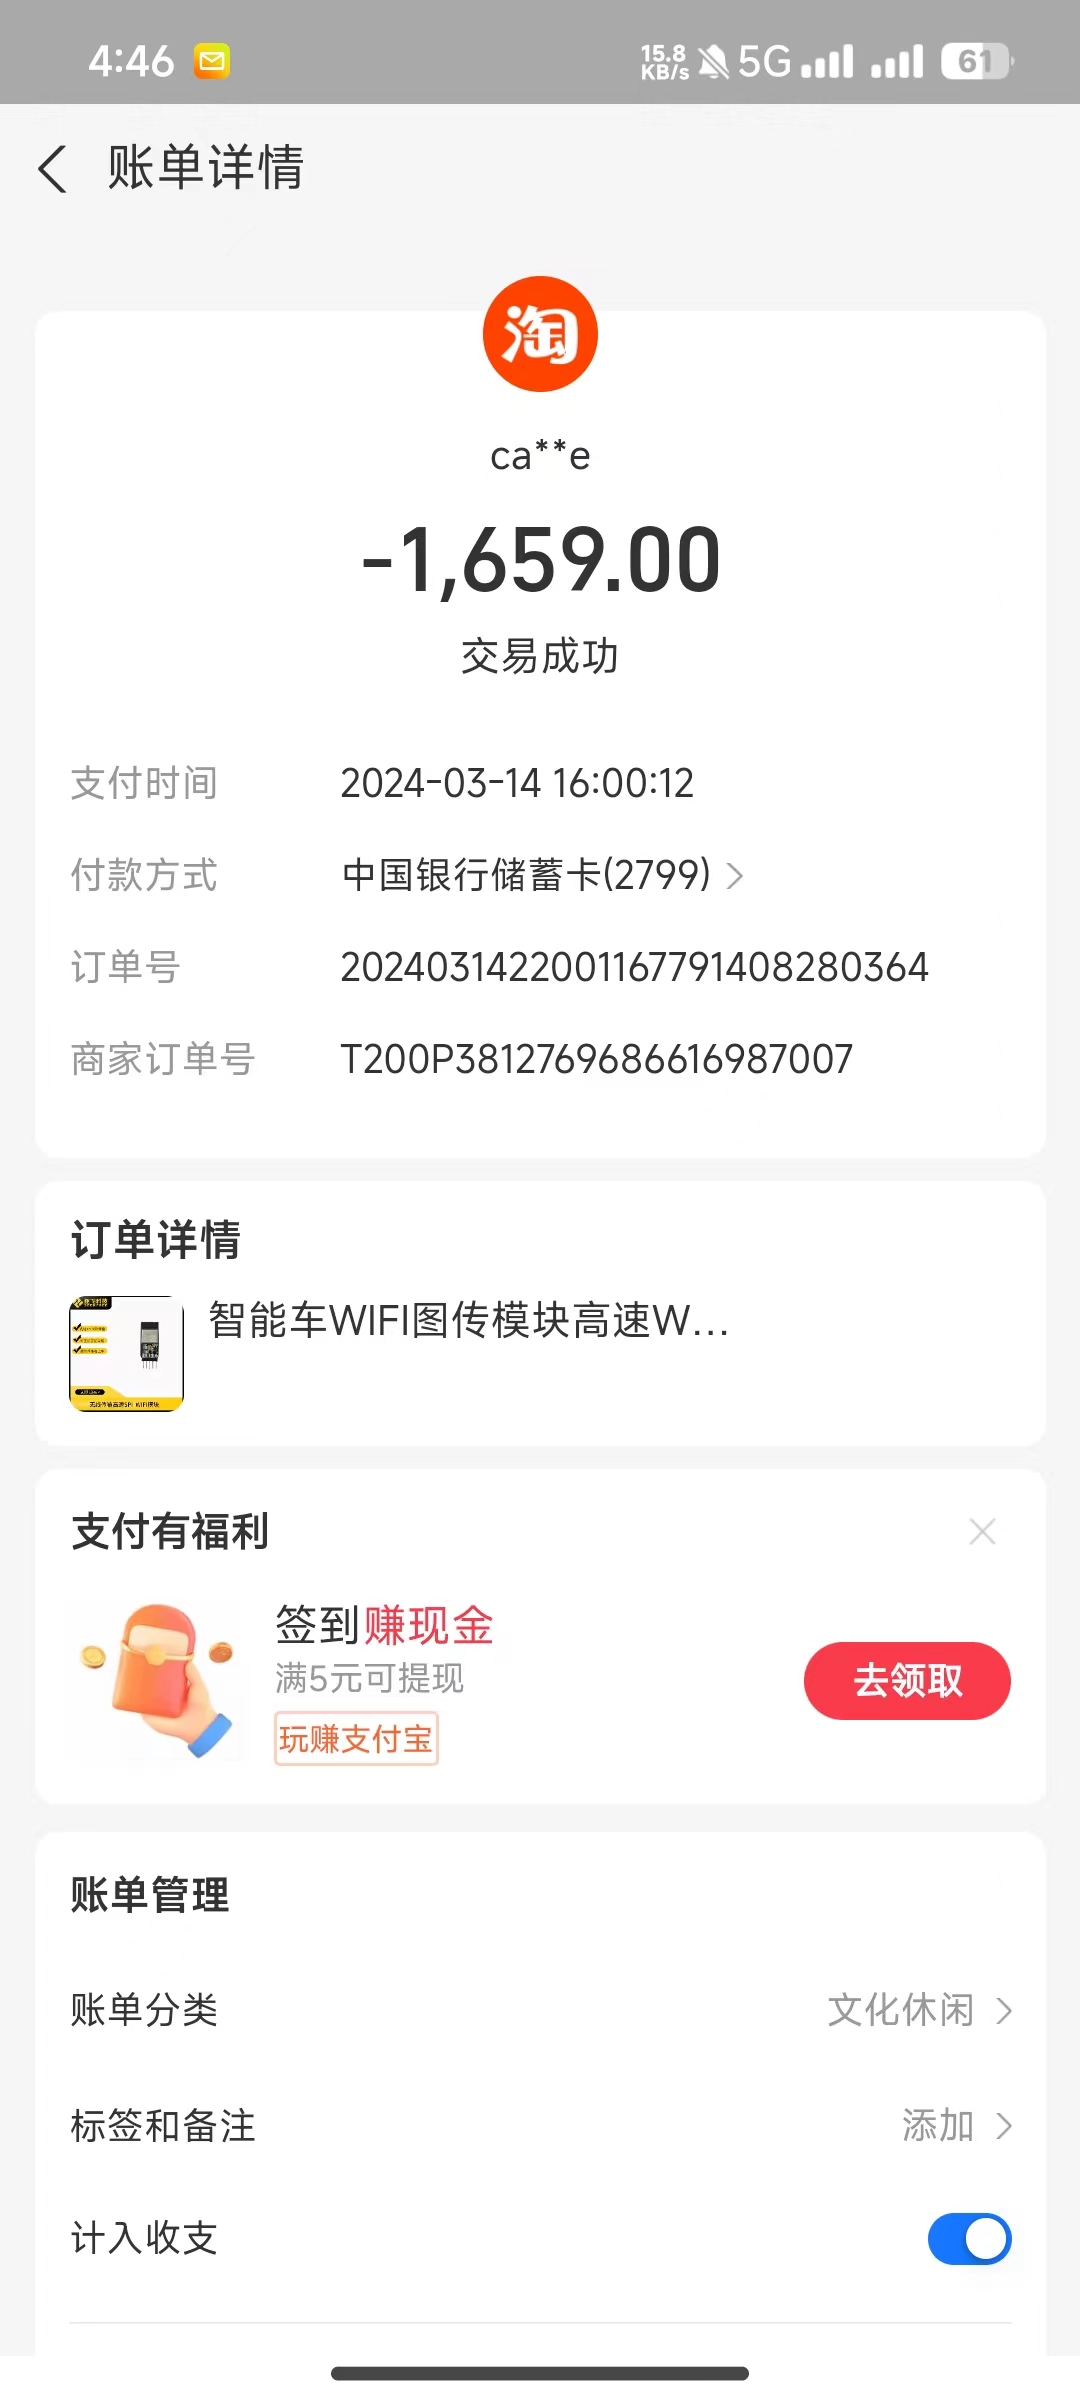 4:46
15.8 KB/s 5G 61
账单详情
淘
ca**e
-1,659.00
交易成功
支付时间 2024-03-14 16:00:12
付款方式 中国银行储蓄卡(2799)
订单号 2024031422001167791408280364
商家订单号 T200P3812769686616987007
订单详情
智能车WIFI图传模块高速W...
支付有福利
签到赚现金
满5元可提现
去领取
玩赚支付宝
账单管理
账单分类 文化休闲
标签和备注 添加
计入收支